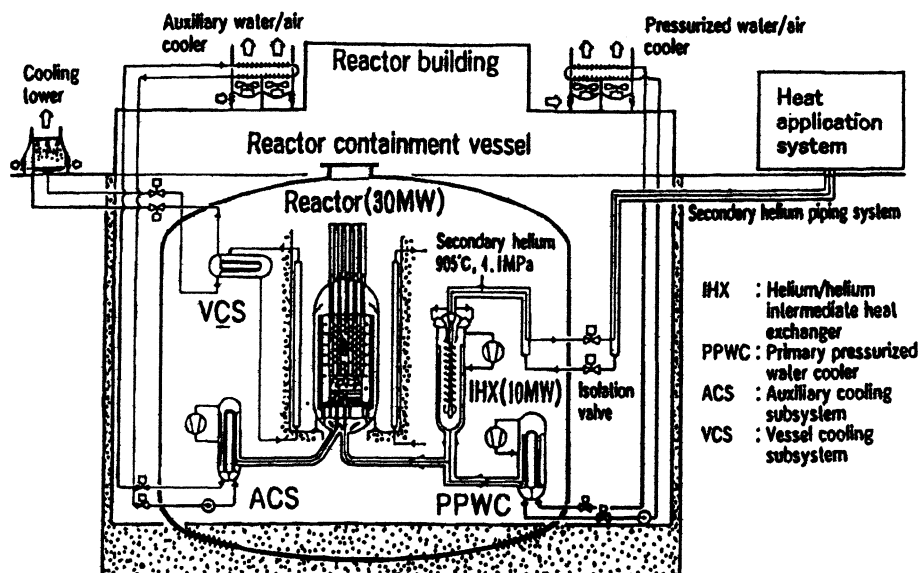 Auxiliary water/air
cooler
Pressurized water/air
cooler
Reactor building
Cooling
lower
Heat
application
system
Reactor containment vessel
Reactor(30MW)
Secondary helium piping system
Secondary helium
905°C, 4.1MPa
VCS
IHX(10MW)
Isolation
valve
ACS
PPWC
IHX : Helium/helium
intermediate heat
exchanger
PPWC : Primary pressurized
water cooler
ACS : Auxiliary cooling
subsystem
VCS : Vessel cooling
subsystem